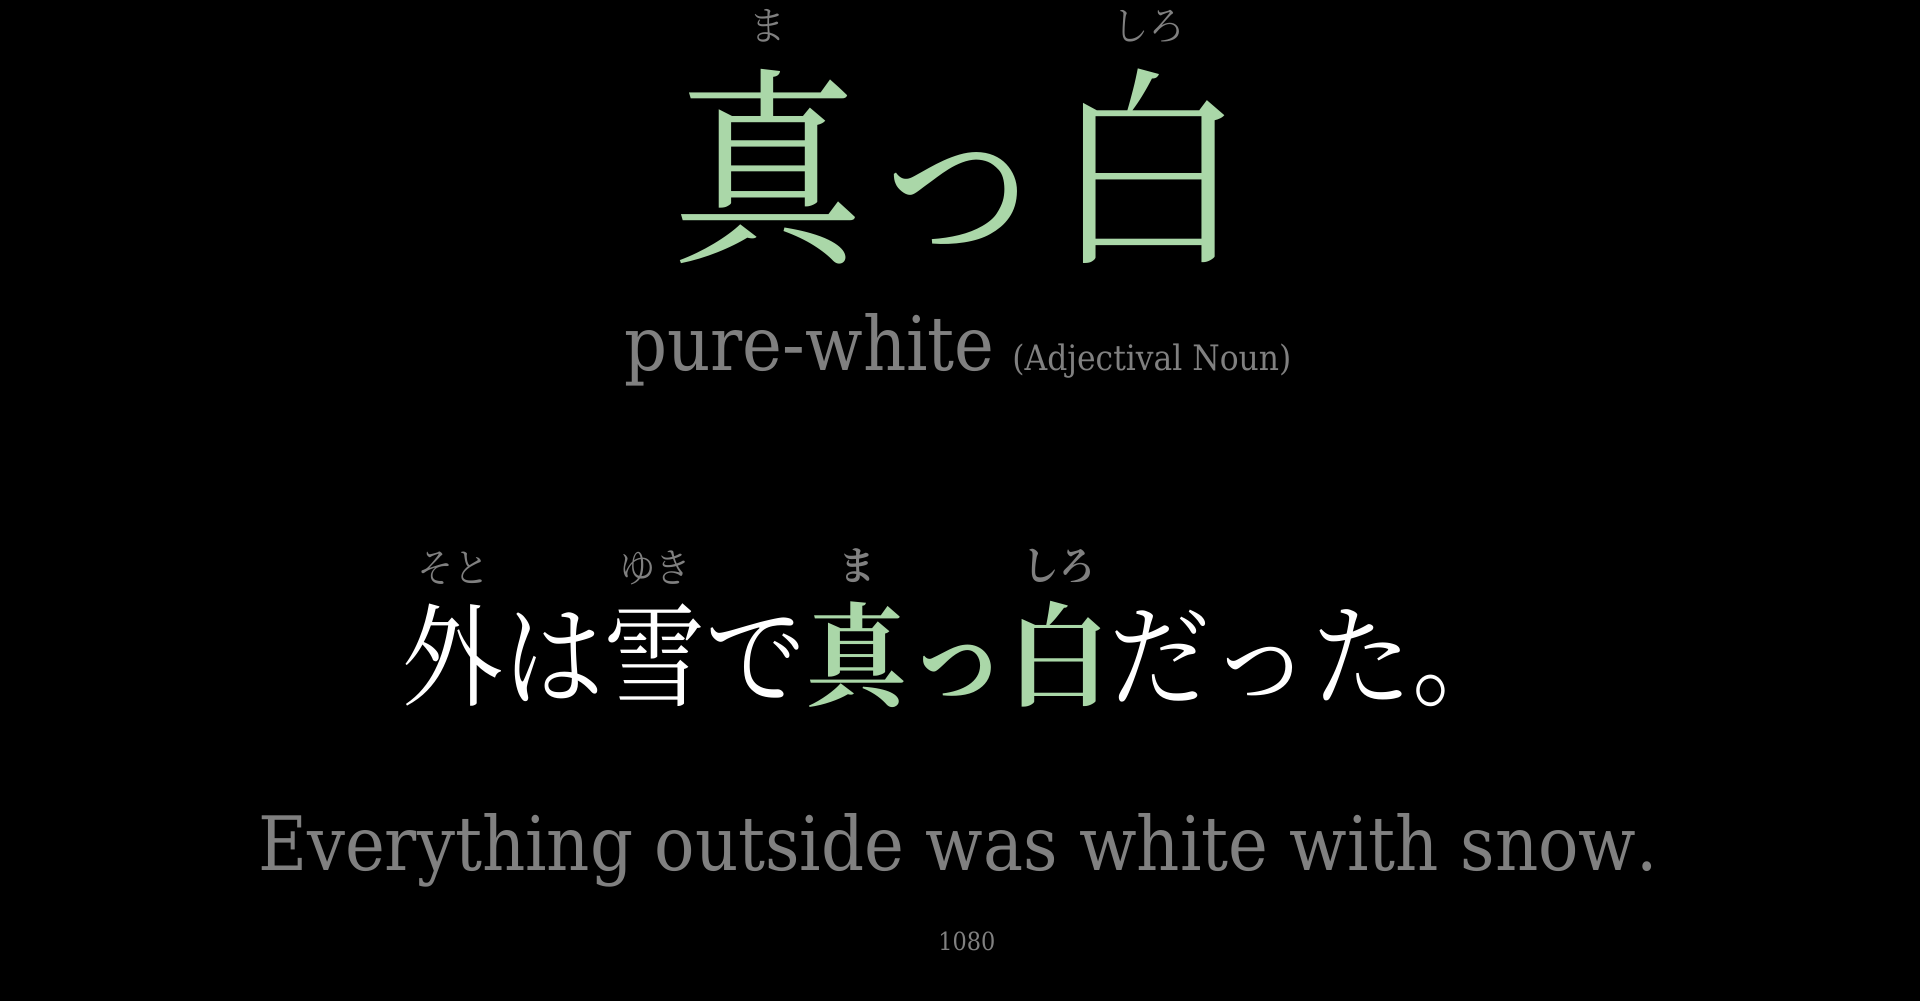 ま しろ
真っ白
pure-white (Adjectival Noun)
そと ゆき ま しろ
外は雪で真っ白だった。
Everything outside was white with snow.
1080